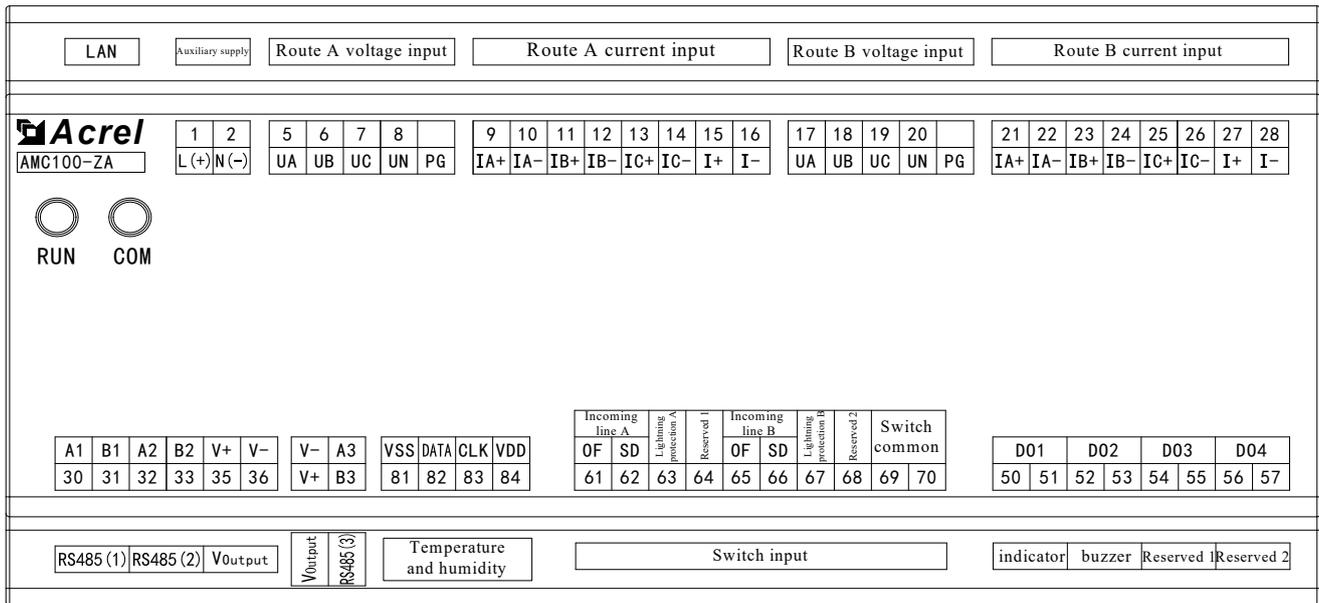 LAN
Auxiliary supply
Route A voltage input
Route A current input
Route B voltage input
Route B current input
Acrel
AMC100-ZA
1 2 5 6 7 8 9 10 11 12 13 14 15 16 17 18 19 20 21 22 23 24 25 26 27 28
L(+) N(-) UA UB UC UN PG IA+ IA- IB+ IB- IC+ IC- I+ I- UA UB UC UN PG IA+ IA- IB+ IB- IC+ IC- I+ I-
RUN COM
Incoming
line A
Lightning
protection A
Reserved 1
Incoming
line B
Lightning
protection B
Reserved 2
Switch
common
A1 B1 A2 B2 V+ V- V- A3 VSS DATA CLK VDD OF SD OF SD DO1 DO2 DO3 DO4
30 31 32 33 35 36 V+ B3 81 82 83 84 61 62 63 64 65 66 67 68 69 70 50 51 52 53 54 55 56 57
RS485(1) RS485(2) VOutput
VOutput
RS485(3)
Temperature
and humidity
Switch input
indicator buzzer Reserved 1 Reserved 2